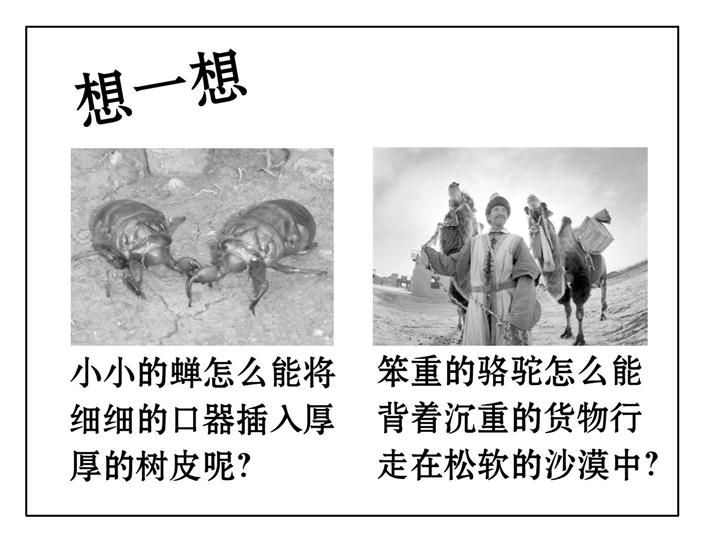 想一想
小小的蝉怎么能将
细细的口器插入厚
厚的树皮呢？
笨重的骆驼怎么能
背着沉重的货物行
走在松软的沙漠中？